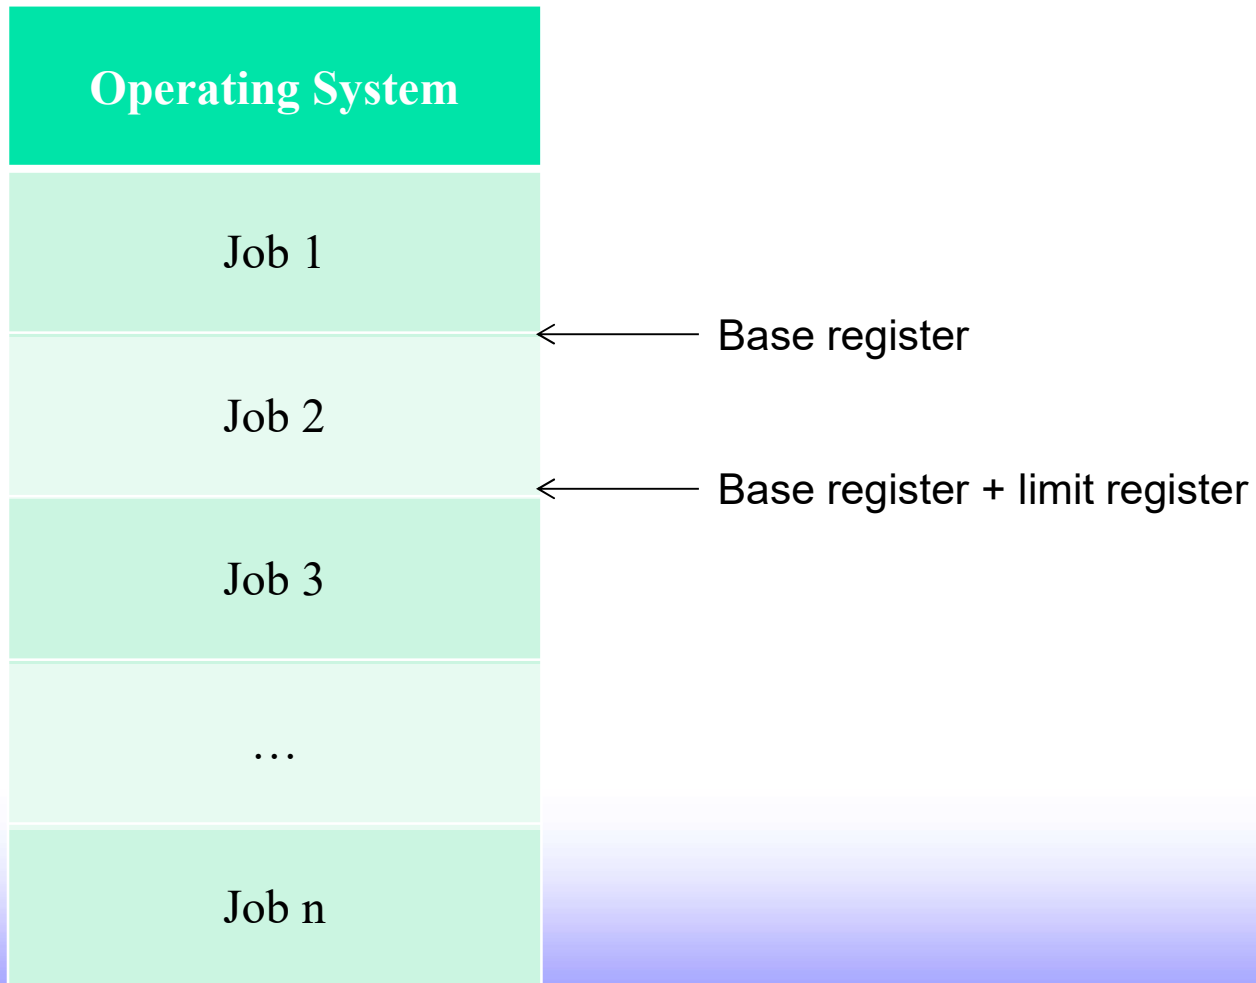 Operating System
Job 1
Base register
Job 2
Base register + limit register
Job 3
…
Job n